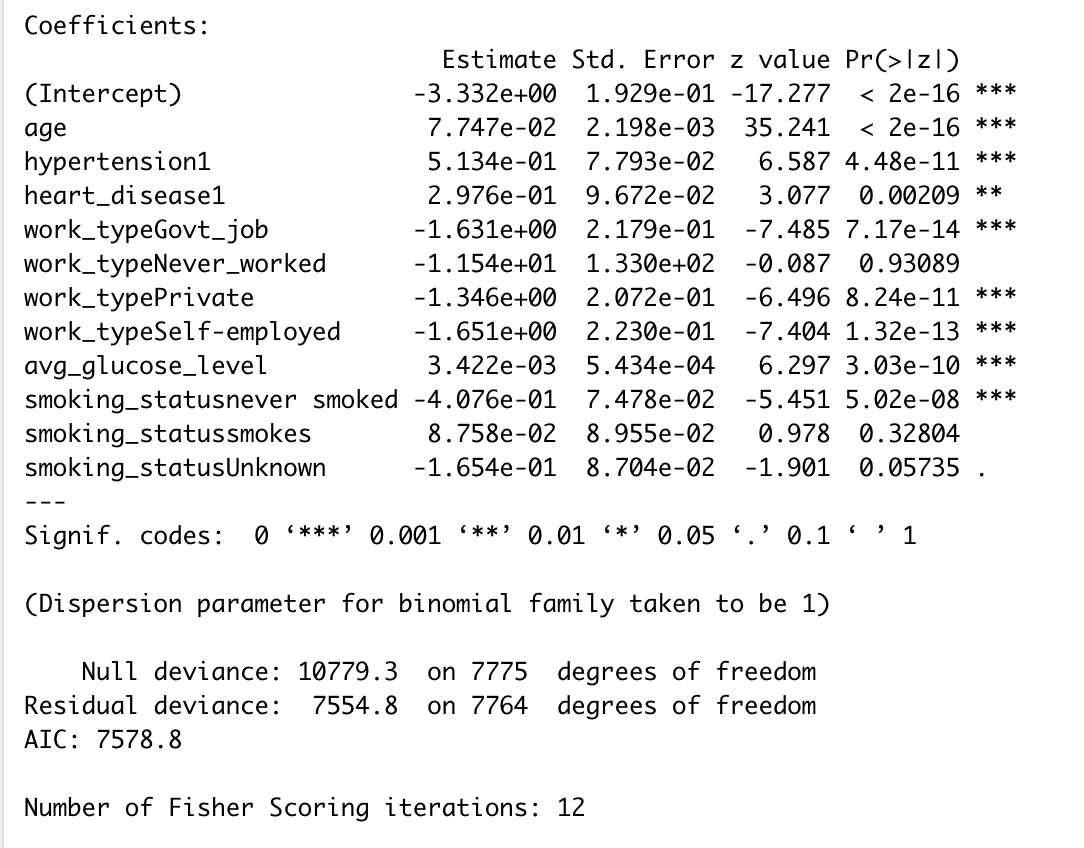 Coefficients:
Estimate Std. Error z value Pr(>|z|)
(Intercept) -3.332e+00 1.929e-01 -17.277 < 2e-16 ***
age 7.747e-02 2.198e-03 35.241 < 2e-16 ***
hypertension1 5.134e-01 7.793e-02 6.587 4.48e-11 ***
heart_disease1 2.976e-01 9.672e-02 3.077 0.00209 **
work_typeGovt_job -1.631e+00 2.179e-01 -7.485 7.17e-14 ***
work_typeNever_worked -1.154e+01 1.330e+02 -0.087 0.93089
work_typePrivate -1.346e+00 2.072e-01 -6.496 8.24e-11 ***
work_typeSelf-employed -1.651e+00 2.230e-01 -7.404 1.32e-13 ***
avg_glucose_level 3.422e-03 5.434e-04 6.297 3.03e-10 ***
smoking_statusnever smoked -4.076e-01 7.478e-02 -5.451 5.02e-08 ***
smoking_statussmokes 8.758e-02 8.955e-02 0.978 0.32804
smoking_statusUnknown -1.654e-01 8.704e-02 -1.901 0.05735 .
---
Signif. codes: 0 ‘***’ 0.001 ‘**’ 0.01 ‘*’ 0.05 ‘.’ 0.1 ‘ ’ 1
(Dispersion parameter for binomial family taken to be 1)
Null deviance: 10779.3 on 7775 degrees of freedom
Residual deviance: 7554.8 on 7764 degrees of freedom
AIC: 7578.8
Number of Fisher Scoring iterations: 12